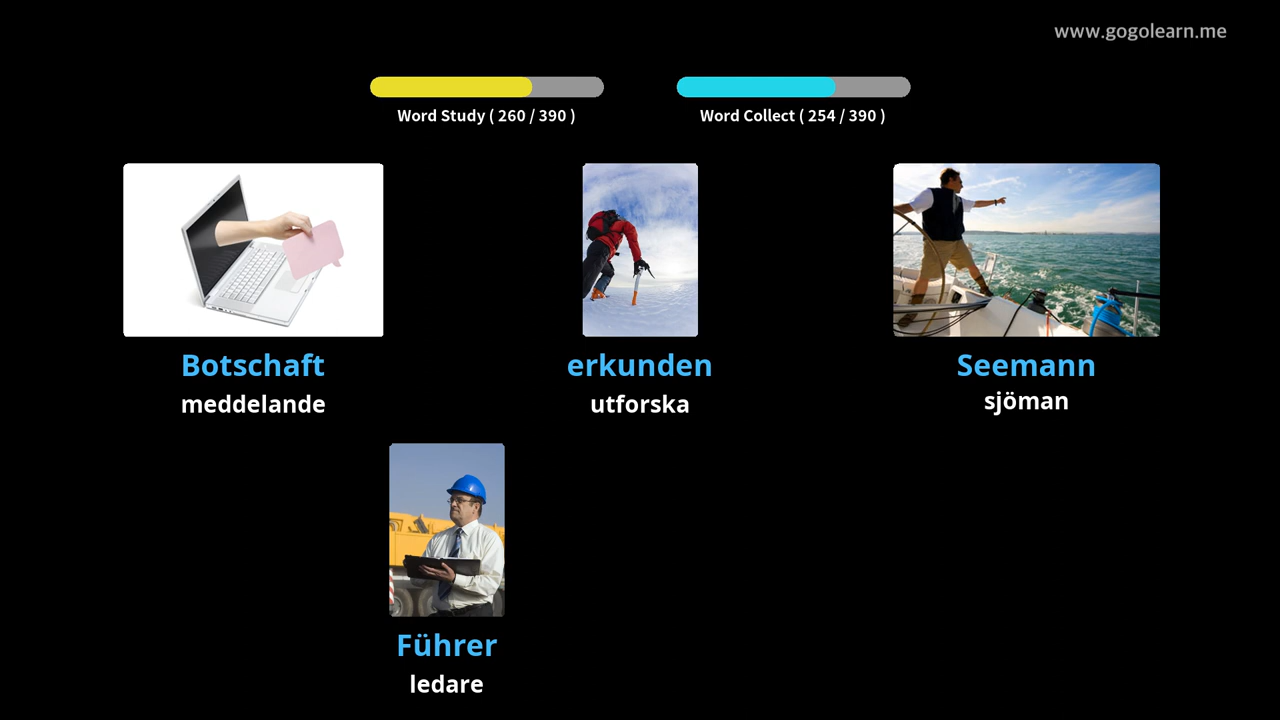 www.gogolearn.me
Word Study ( 260 / 390 )
Word Collect ( 254 / 390 )
Botschaft
meddelande
erkunden
utforska
Seemann
sjöman
Führer
ledare